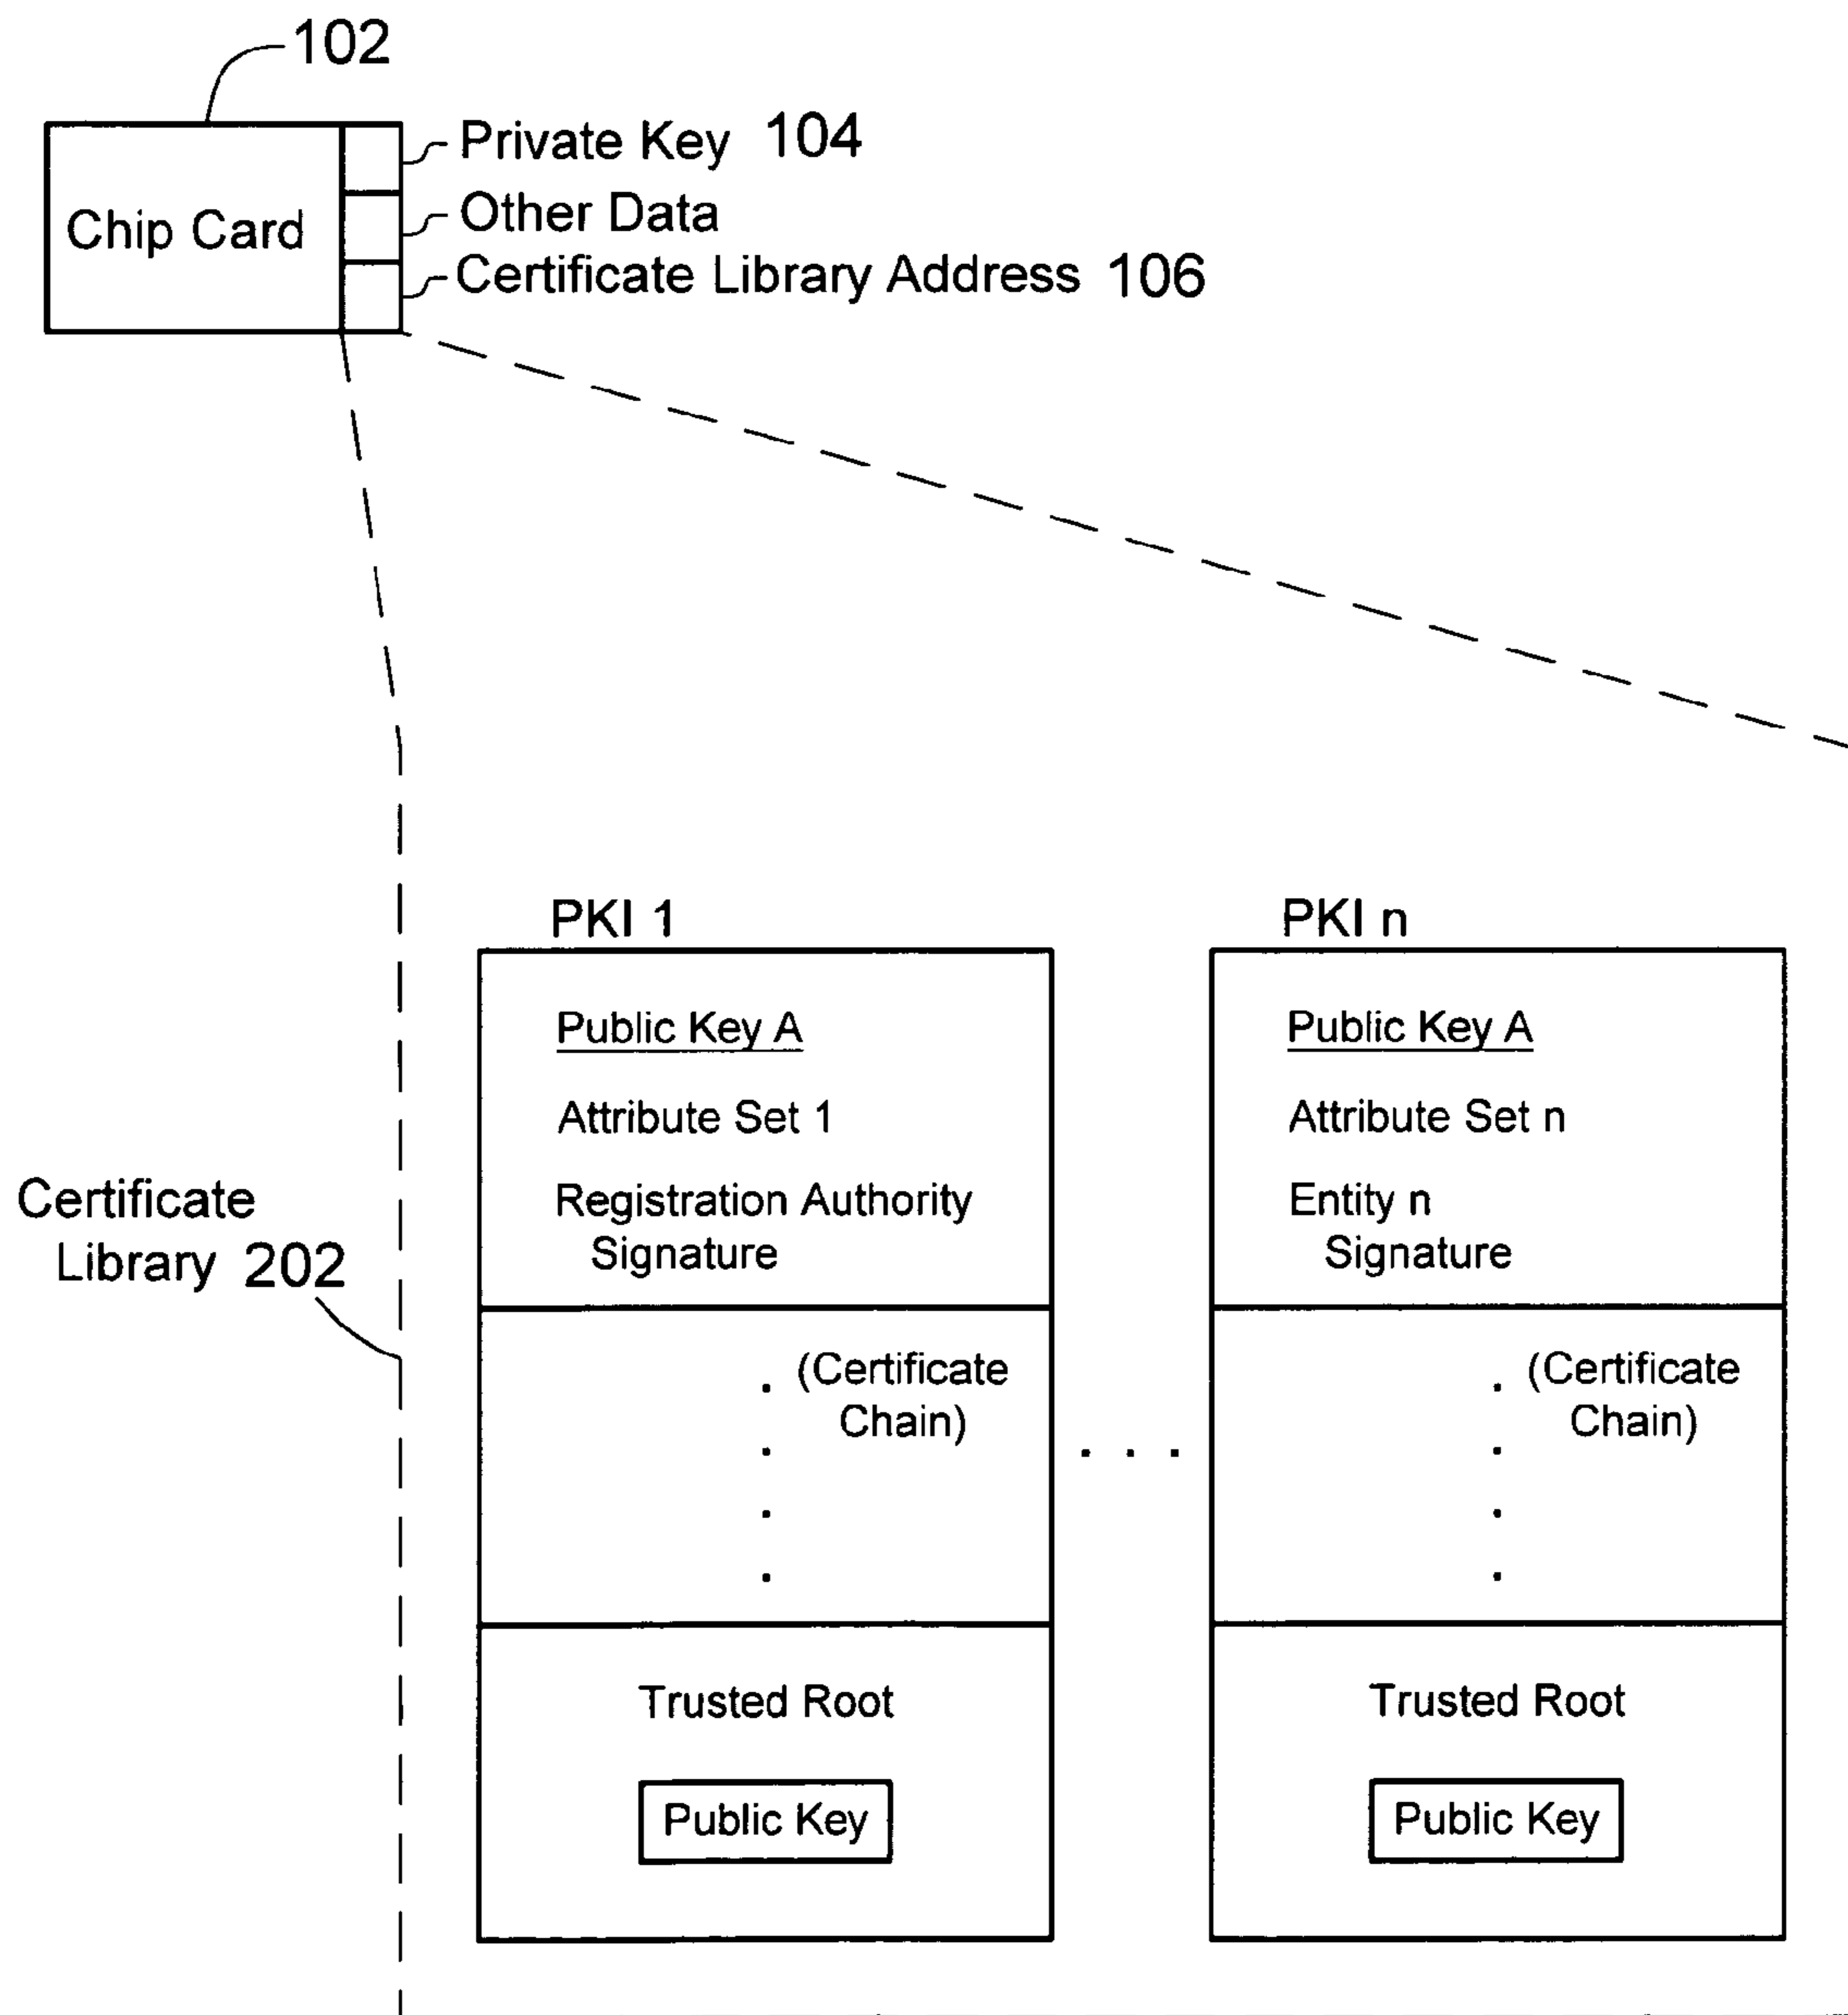 102
Private Key 104
Other Data
Chip Card
Certificate Library Address 106
PKI 1
PKI n
Public Key A
Attribute Set 1
Registration Authority
Signature
Public Key A
Attribute Set n
Entity n
Signature
Certificate
Library 202
(Certificate
Chain)
. . .
(Certificate
Chain)
Trusted Root
Public Key
Trusted Root
Public Key